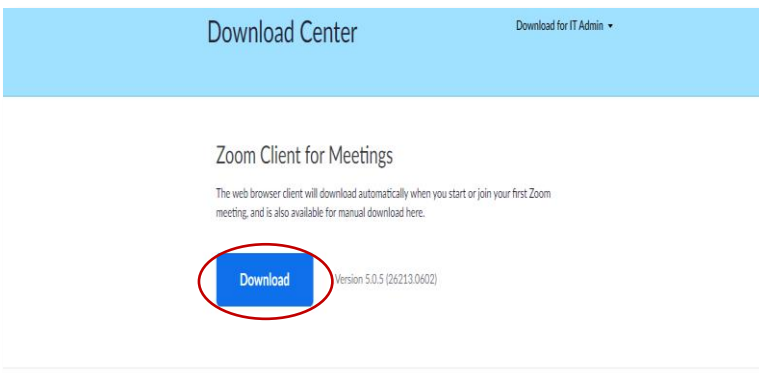 Download Center
Download for IT Admin
Zoom Client for Meetings
The web browser client will download automatically when you start or join your first Zoom
meeting, and is also available for manual download here.
Download
Version 5.0.5 (26213.0602)